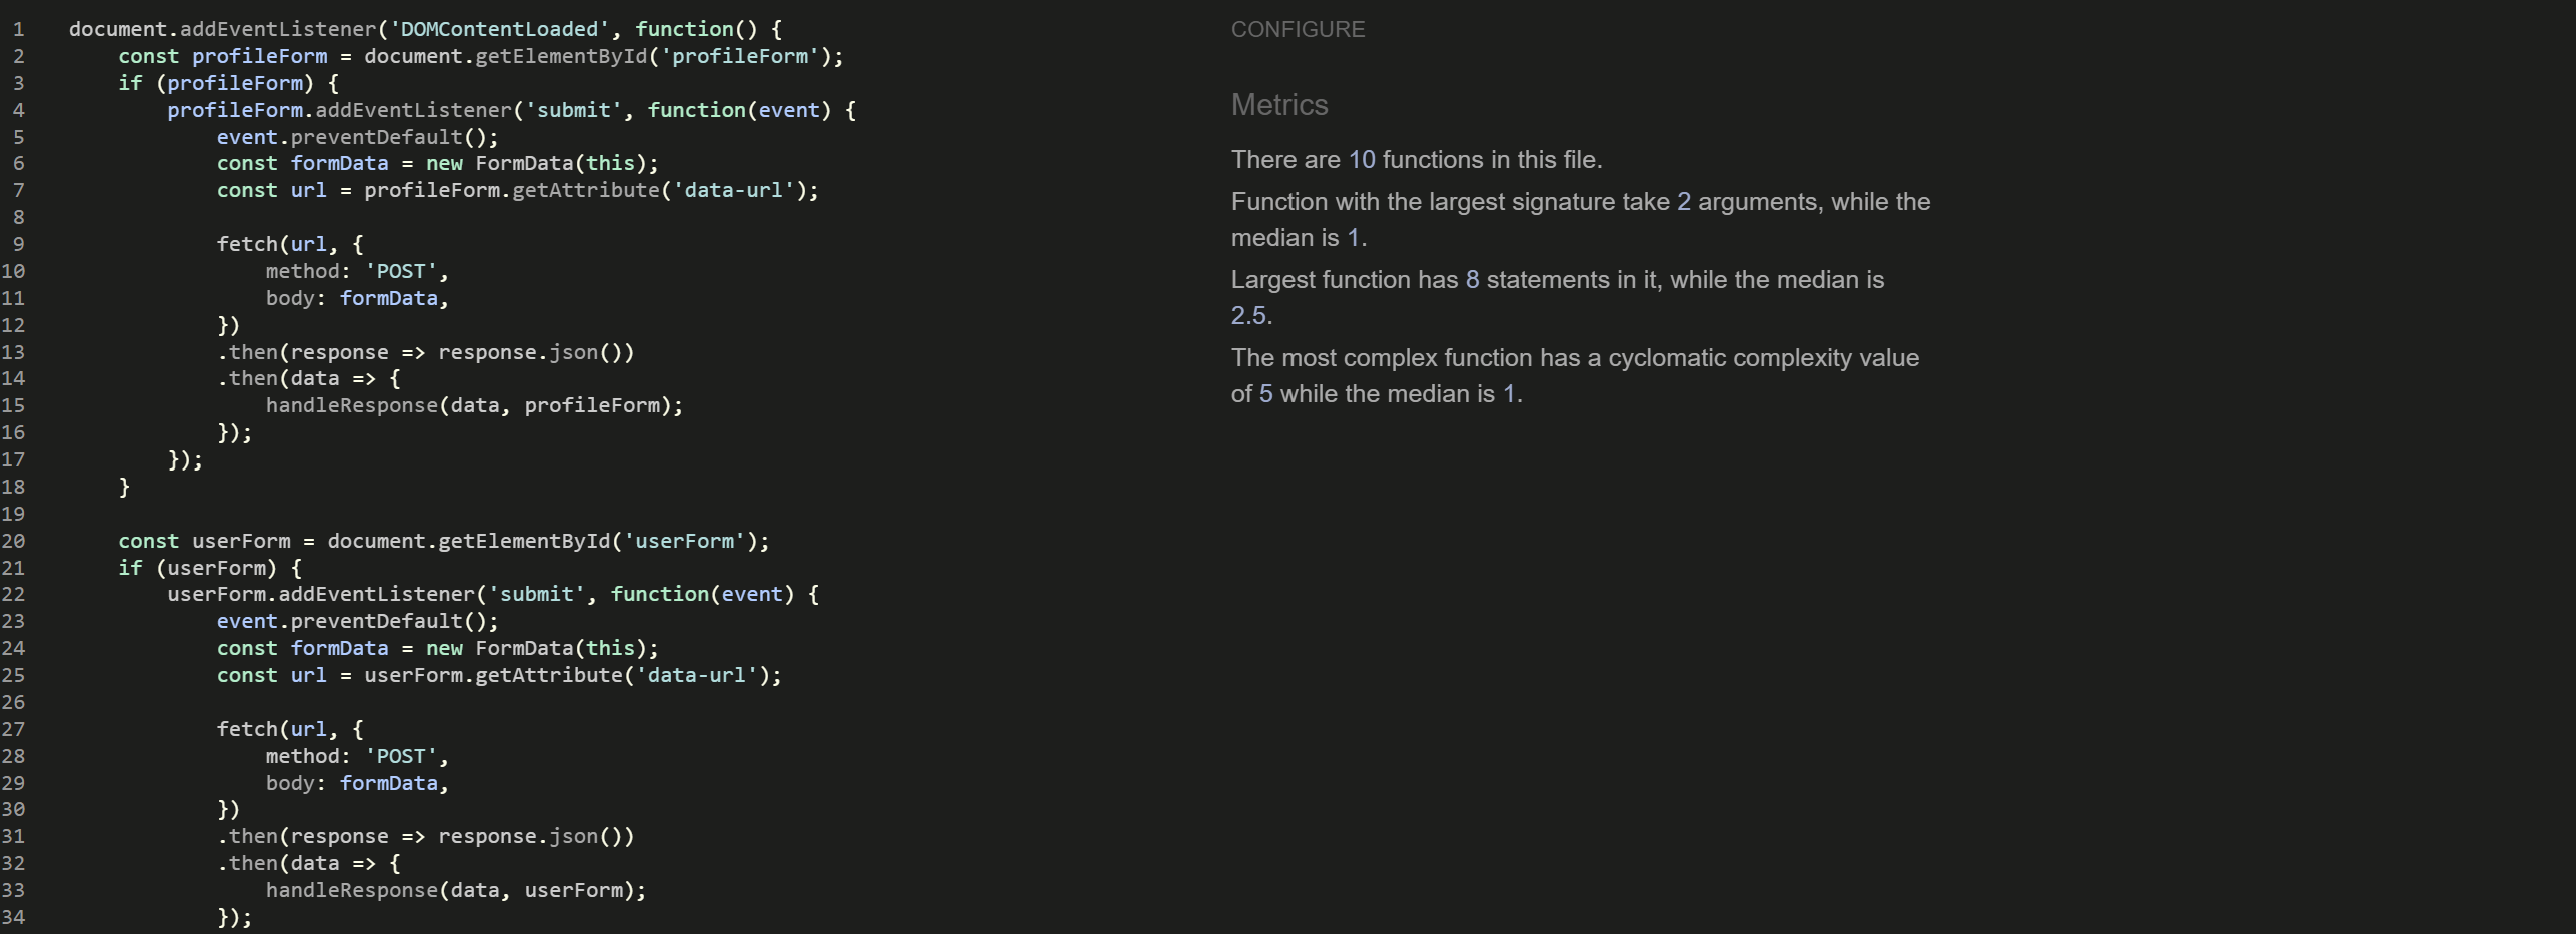 1 document.addEventListener('DOMContentLoaded', function() {
2 const profileForm = document.getElementById('profileForm');
3 if (profileForm) {
4 profileForm.addEventListener('submit', function(event) {
5 event.preventDefault();
6 const formData = new FormData(this);
7 const url = profileForm.getAttribute('data-url');
8
9 fetch(url, {
10 method: 'POST',
11 body: formData,
12 })
13 .then(response => response.json())
14 .then(data => {
15 handleResponse(data, profileForm);
16 });
17 });
18 }
19
20 const userForm = document.getElementById('userForm');
21 if (userForm) {
22 userForm.addEventListener('submit', function(event) {
23 event.preventDefault();
24 const formData = new FormData(this);
25 const url = userForm.getAttribute('data-url');
26
27 fetch(url, {
28 method: 'POST',
29 body: formData,
30 })
31 .then(response => response.json())
32 .then(data => {
33 handleResponse(data, userForm);
34 });
CONFIGURE
Metrics
There are 10 functions in this file.
Function with the largest signature take 2 arguments, while the
median is 1.
Largest function has 8 statements in it, while the median is
2.5.
The most complex function has a cyclomatic complexity value
of 5 while the median is 1.